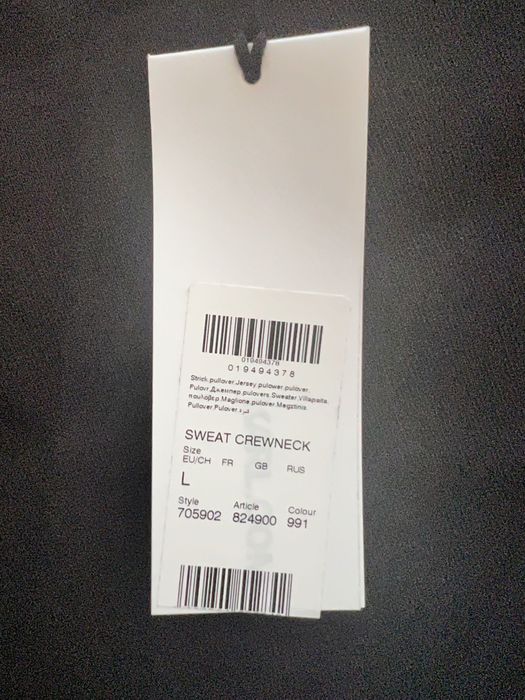 019494378
019494378
Strick.pullover.Jersey.pulower.pulover.
Pulovr.Джемпер.pulovers.Sweater.Villapaita.
πουλόβερ.Maglione.pulover.Megztinis.
Pullover.Pulover.
SWEAT CREWNECK
Size
EU/CH FR GB RUS
L
Style Article Colour
705902 824900 991